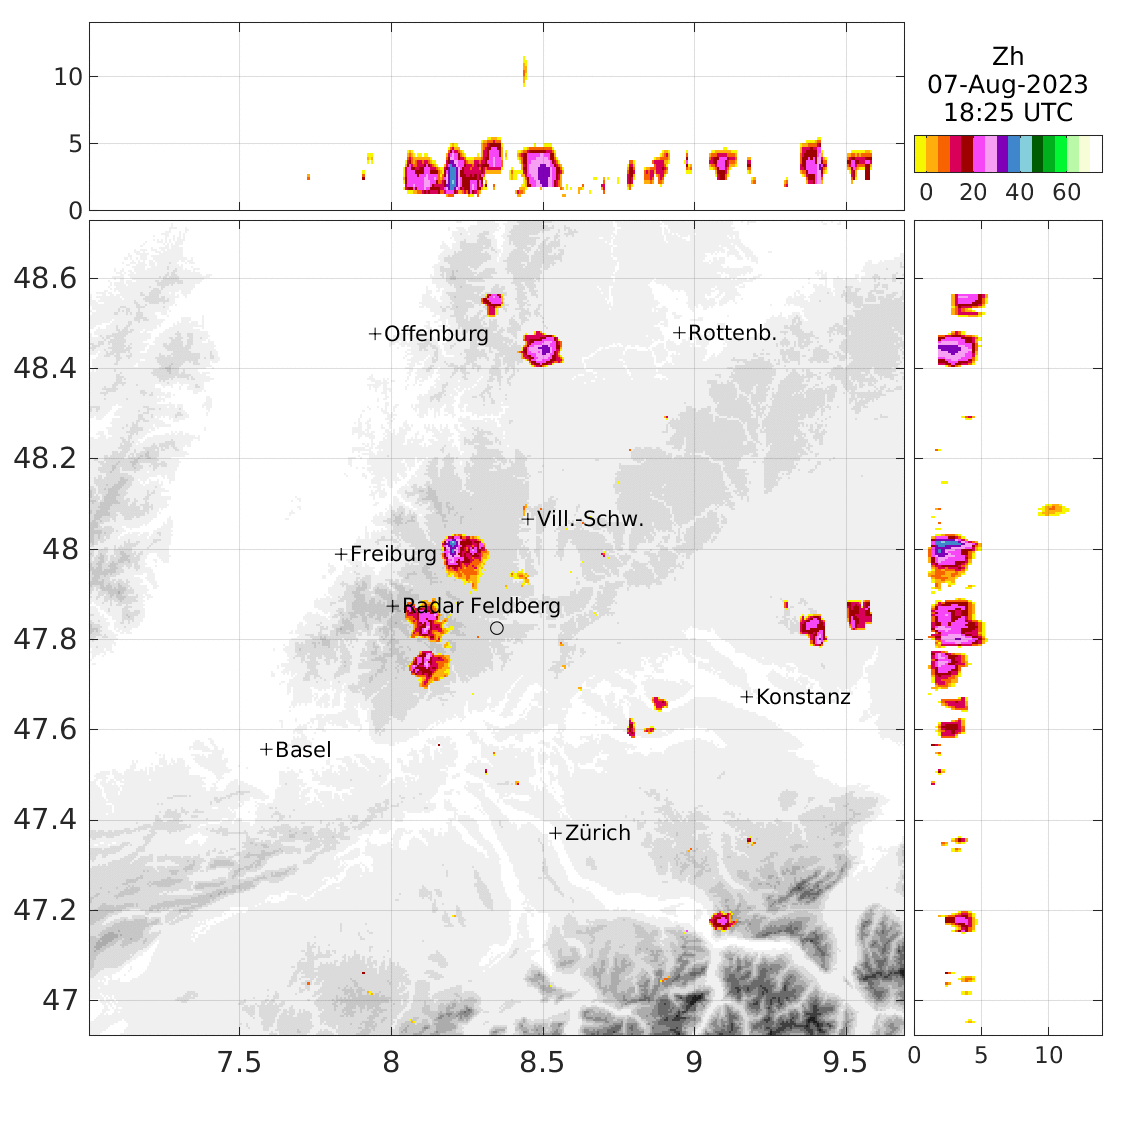 Zh
07-Aug-2023
18:25 UTC
10
5
0
0 20 40 60
48.6
Offenburg
Rottenb.
48.4
48.2
Vill.-Schw.
48
Freiburg
Radar Feldberg
47.8
Konstanz
47.6
Basel
47.4
Zürich
47.2
47
7.5 8 8.5 9 9.5
0 5 10